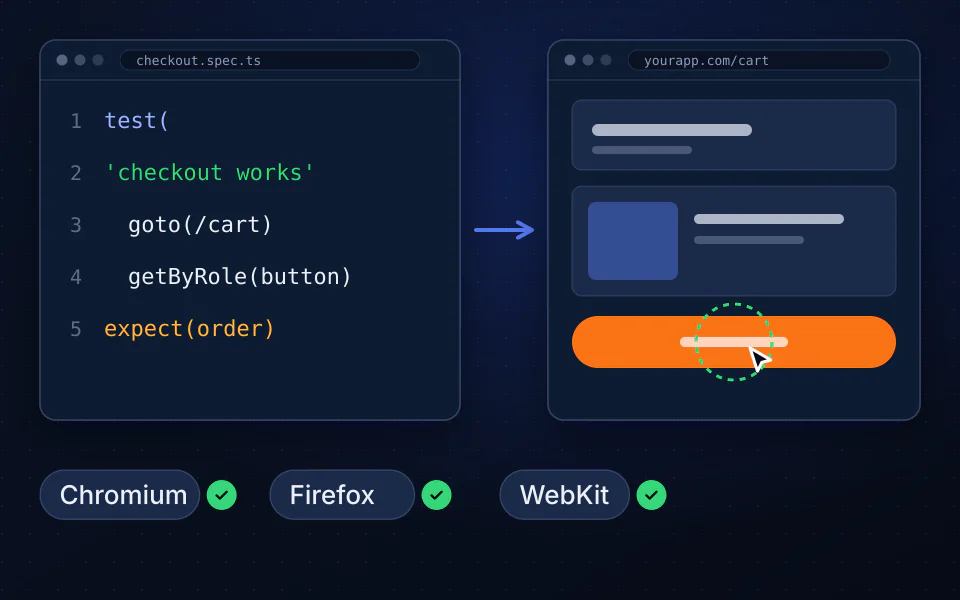 checkout.spec.ts
1 test(
2 'checkout works'
3 goto(/cart)
4 getByRole(button)
5 expect(order)
yourapp.com/cart
Chromium
Firefox
WebKit